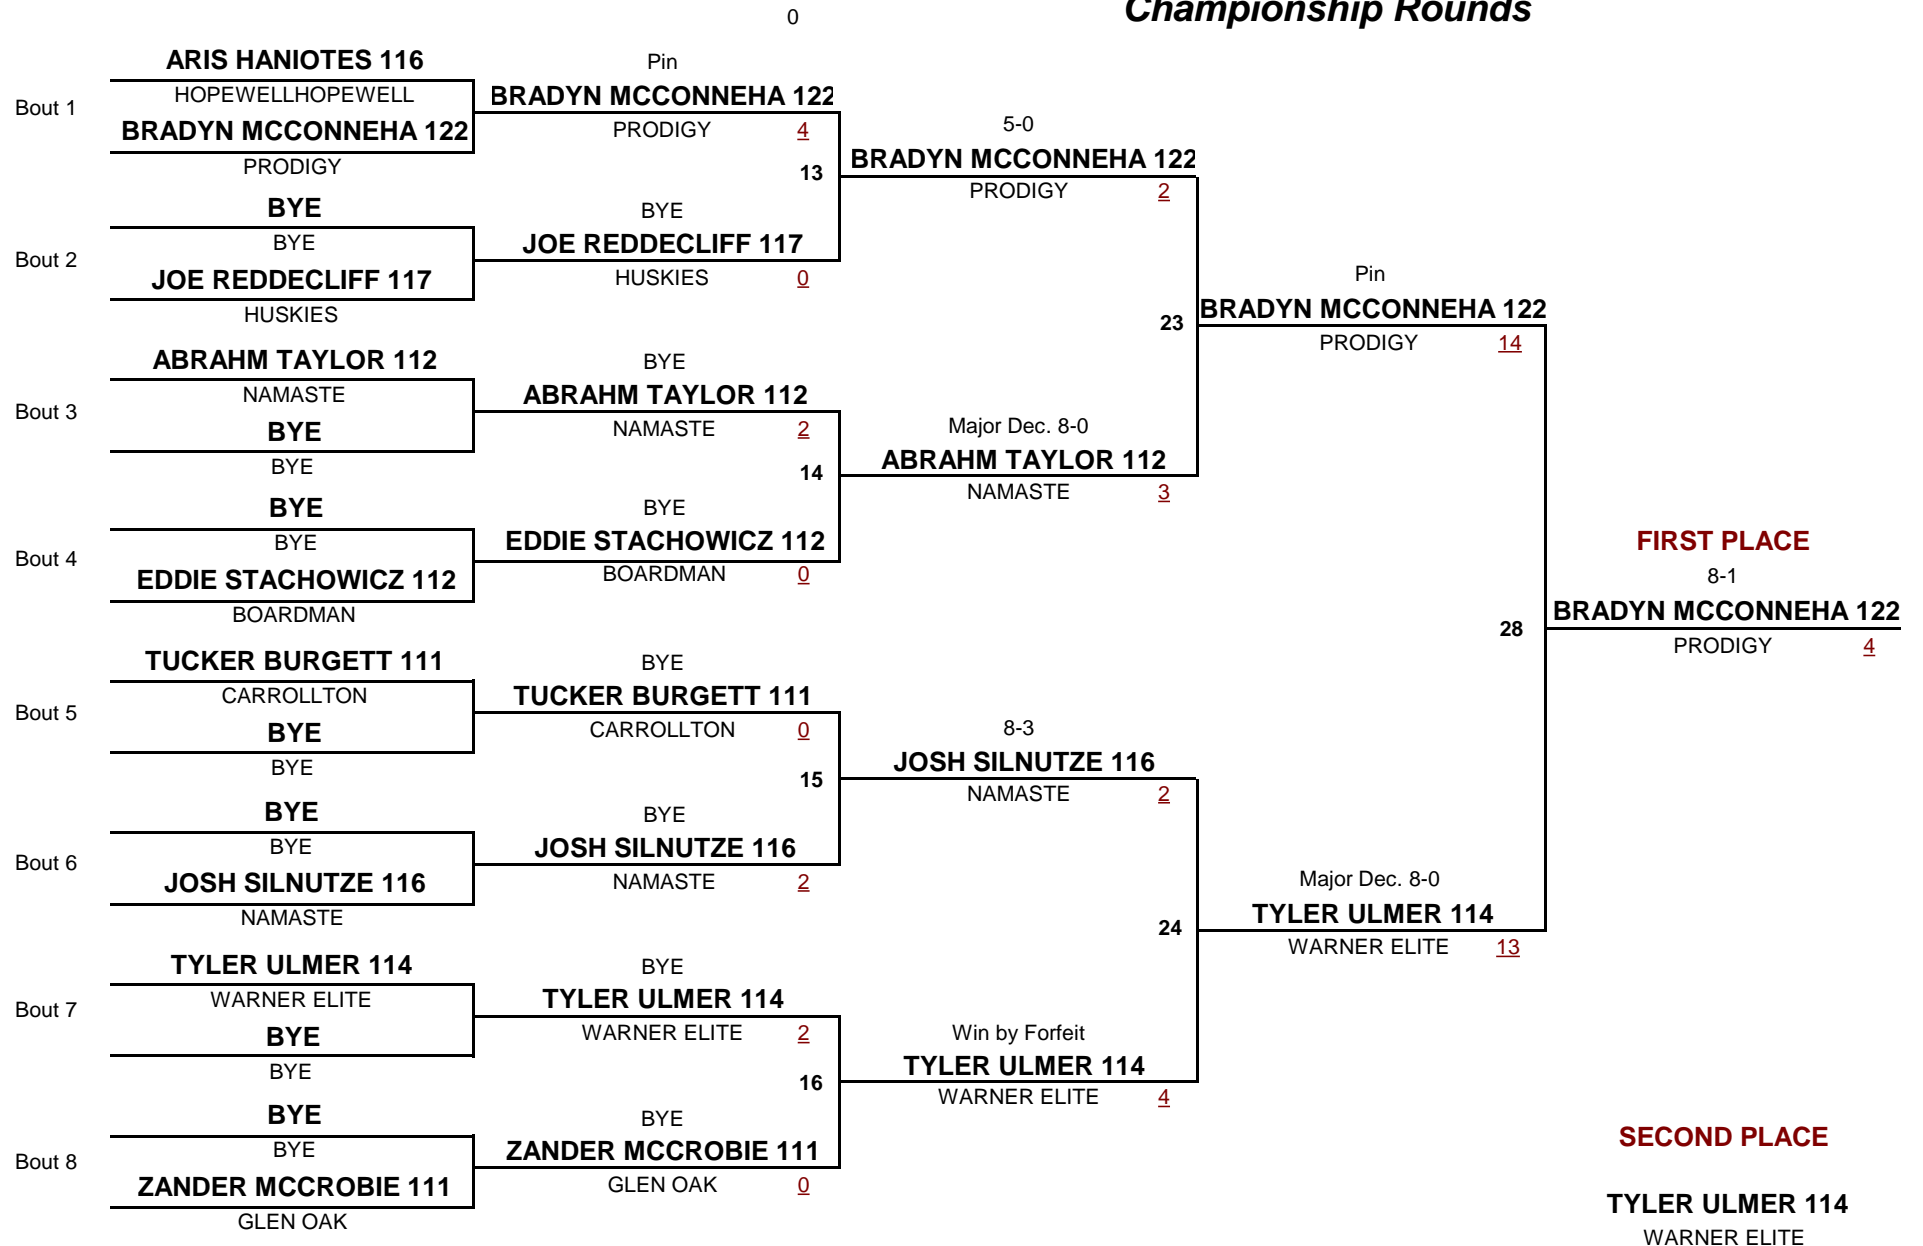 Championship Rounds
0
ARIS HANIOTES 116
HOPEWELLHOPEWELL
Bout 1
BRADYN MCCONNEHA 122
PRODIGY
BYE
BYE
Bout 2
JOE REDDECLIFF 117
HUSKIES
ABRAHM TAYLOR 112
NAMASTE
Bout 3
BYE
BYE
BYE
BYE
Bout 4
EDDIE STACHOWICZ 112
BOARDMAN
TUCKER BURGETT 111
CARROLLTON
Bout 5
BYE
BYE
BYE
BYE
Bout 6
JOSH SILNUTZE 116
NAMASTE
TYLER ULMER 114
WARNER ELITE
Bout 7
BYE
BYE
BYE
BYE
Bout 8
ZANDER MCCROBIE 111
GLEN OAK
Pin
BRADYN MCCONNEHA 122
PRODIGY 4
13
BYE
JOE REDDECLIFF 117
HUSKIES 0
BYE
ABRAHM TAYLOR 112
NAMASTE 2
14
BYE
EDDIE STACHOWICZ 112
BOARDMAN 0
BYE
TUCKER BURGETT 111
CARROLLTON 0
15
BYE
JOSH SILNUTZE 116
NAMASTE 2
BYE
TYLER ULMER 114
WARNER ELITE 2
16
BYE
ZANDER MCCROBIE 111
GLEN OAK 0
5-0
BRADYN MCCONNEHA 122
PRODIGY 2
23
Major Dec. 8-0
ABRAHM TAYLOR 112
NAMASTE 3
8-3
JOSH SILNUTZE 116
NAMASTE 2
24
Win by Forfeit
TYLER ULMER 114
WARNER ELITE 4
Pin
BRADYN MCCONNEHA 122
PRODIGY 14
28
Major Dec. 8-0
TYLER ULMER 114
WARNER ELITE 13
FIRST PLACE
8-1
BRADYN MCCONNEHA 122
PRODIGY 4
SECOND PLACE
TYLER ULMER 114
WARNER ELITE